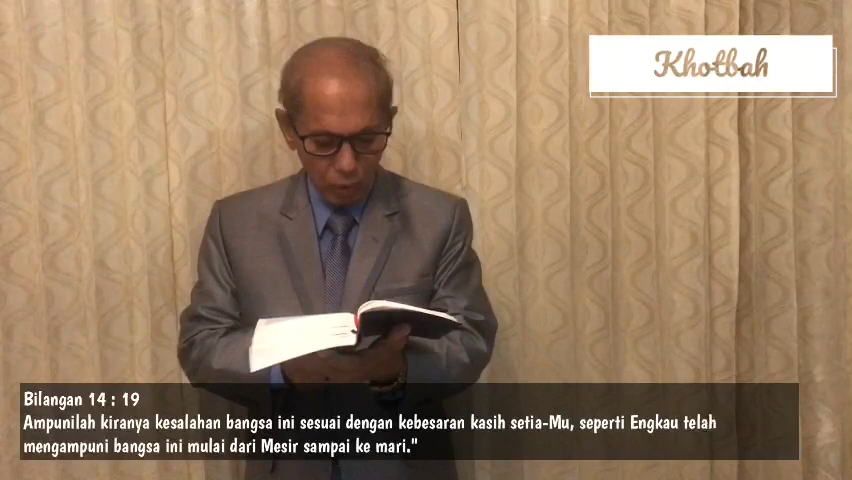 Khotbah
Bilangan 14 : 19
Ampunilah kiranya kesalahan bangsa ini sesuai dengan kebesaran kasih setia-Mu, seperti Engkau telah
mengampuni bangsa ini mulai dari Mesir sampai ke mari."